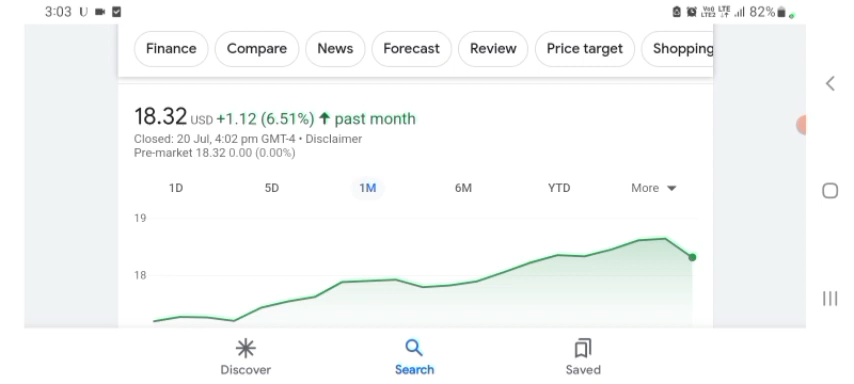 3:03 U 82%
Finance Compare News Forecast Review Price target Shopping
18.32 USD +1.12 (6.51%) ↑ past month
Closed: 20 Jul, 4:02 pm GMT-4 • Disclaimer
Pre-market 18.32 0.00 (0.00%)
1D 5D 1M 6M YTD More
19
18
Discover Search Saved